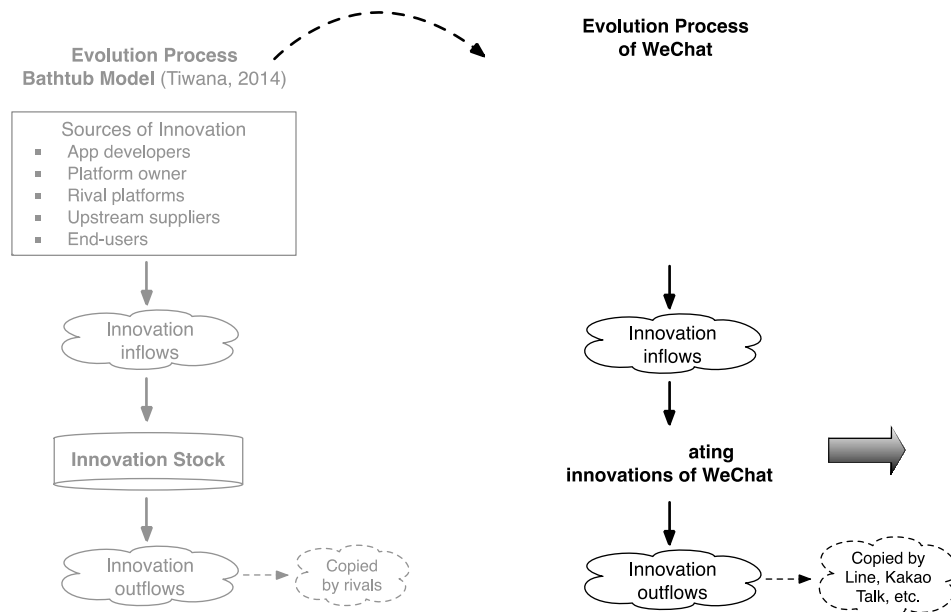 Evolution Process
Bathtub Model (Tiwana, 2014)
Sources of Innovation
App developers
Platform owner
Rival platforms
Upstream suppliers
End-users
Innovation
inflows
Innovation Stock
Innovation
outflows
Copied
by rivals
Evolution Process
of WeChat
Innovation
inflows
ating
innovations of WeChat
Innovation
outflows
Copied by
Line, Kakao
Talk, etc.